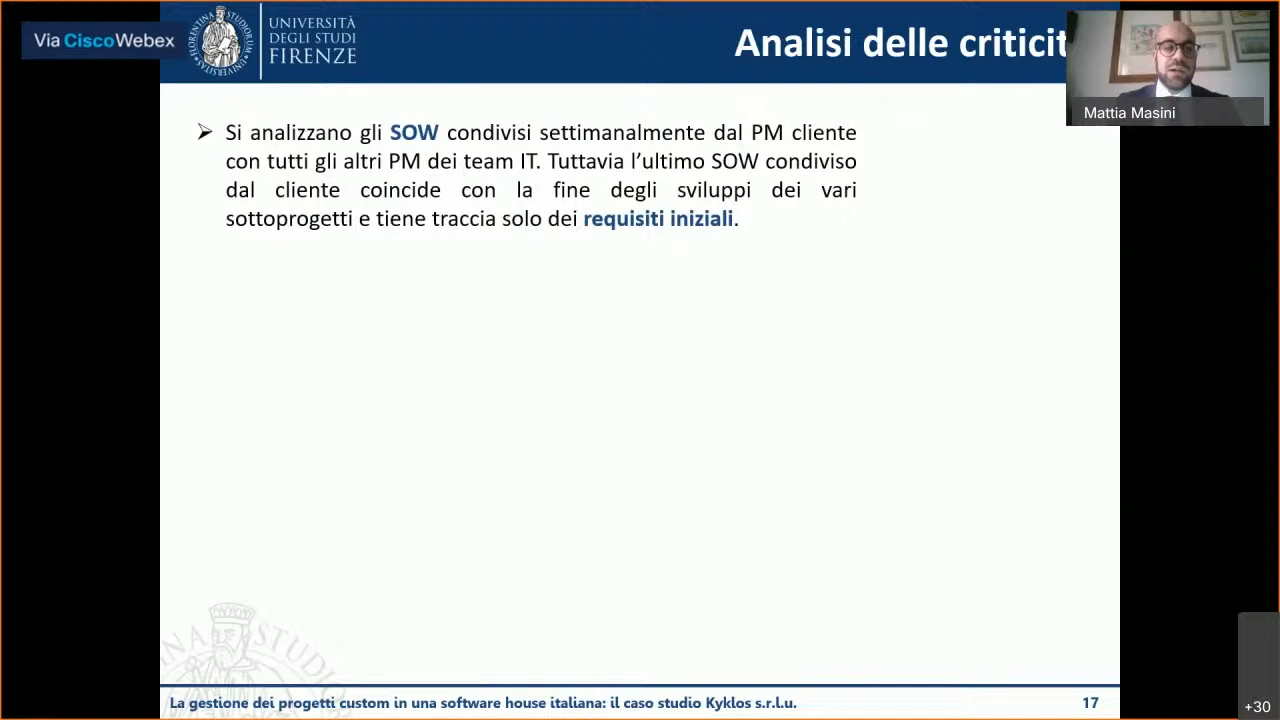 Via CiscoWebex
UNIVERSITÀ
DEGLI STUDI
FIRENZE
Analisi delle criticit
Mattia Masini
➢ Si analizzano gli SOW condivisi settimanalmente dal PM cliente
con tutti gli altri PM dei team IT. Tuttavia l’ultimo SOW condiviso
dal cliente coincide con la fine degli sviluppi dei vari
sottoprogetti e tiene traccia solo dei requisiti iniziali.
La gestione dei progetti custom in una software house italiana: il caso studio Kyklos s.r.l.u.
17
+30